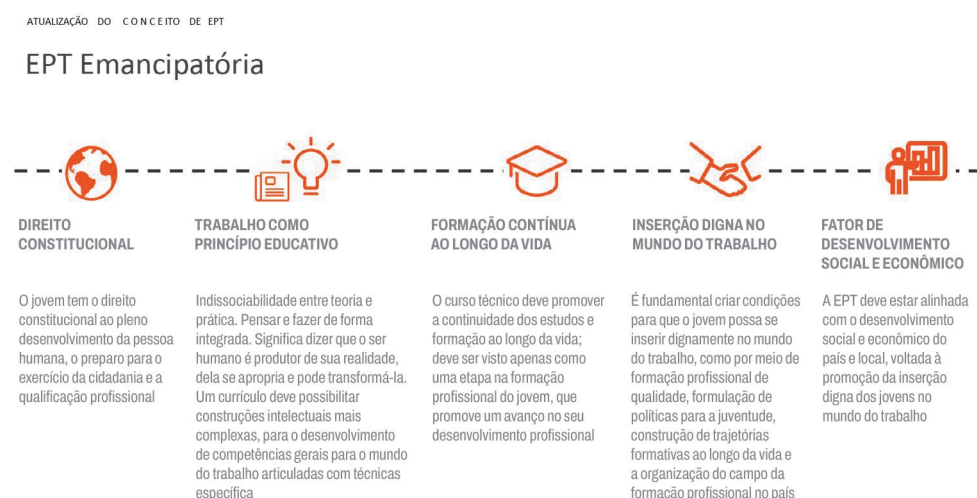 ATUALIZAÇÃO DO CONCEITO DE EPT
EPT Emancipatória
DIREITO
CONSTITUCIONAL
O jovem tem o direito
constitucional ao pleno
desenvolvimento da pessoa
humana, o preparo para o
exercício da cidadania e a
qualificação profissional
TRABALHO COMO
PRINCÍPIO EDUCATIVO
Indissociabilidade entre teoria e
prática. Pensar e fazer de forma
integrada. Significa dizer que o ser
humano é produtor de sua realidade,
dela se apropria e pode transformá-la.
Um currículo deve possibilitar
construções intelectuais mais
complexas, para o desenvolvimento
de competências gerais para o mundo
do trabalho articuladas com técnicas
específica
FORMAÇÃO CONTÍNUA
AO LONGO DA VIDA
O curso técnico deve promover
a continuidade dos estudos e
formação ao longo da vida;
deve ser visto apenas como
uma etapa na formação
profissional do jovem, que
promove um avanço no seu
desenvolvimento profissional
INSERÇÃO DIGNA NO
MUNDO DO TRABALHO
É fundamental criar condições
para que o jovem possa se
inserir dignamente no mundo
do trabalho, como por meio de
formação profissional de
qualidade, formulação de
políticas para a juventude,
construção de trajetórias
formativas ao longo da vida e
a organização do campo da
formação profissional no país
FATOR DE
DESENVOLVIMENTO
SOCIAL E ECONÔMICO
A EPT deve estar alinhada
com o desenvolvimento
social e econômico do
país e local, voltada à
promoção da inserção
digna dos jovens no
mundo do trabalho